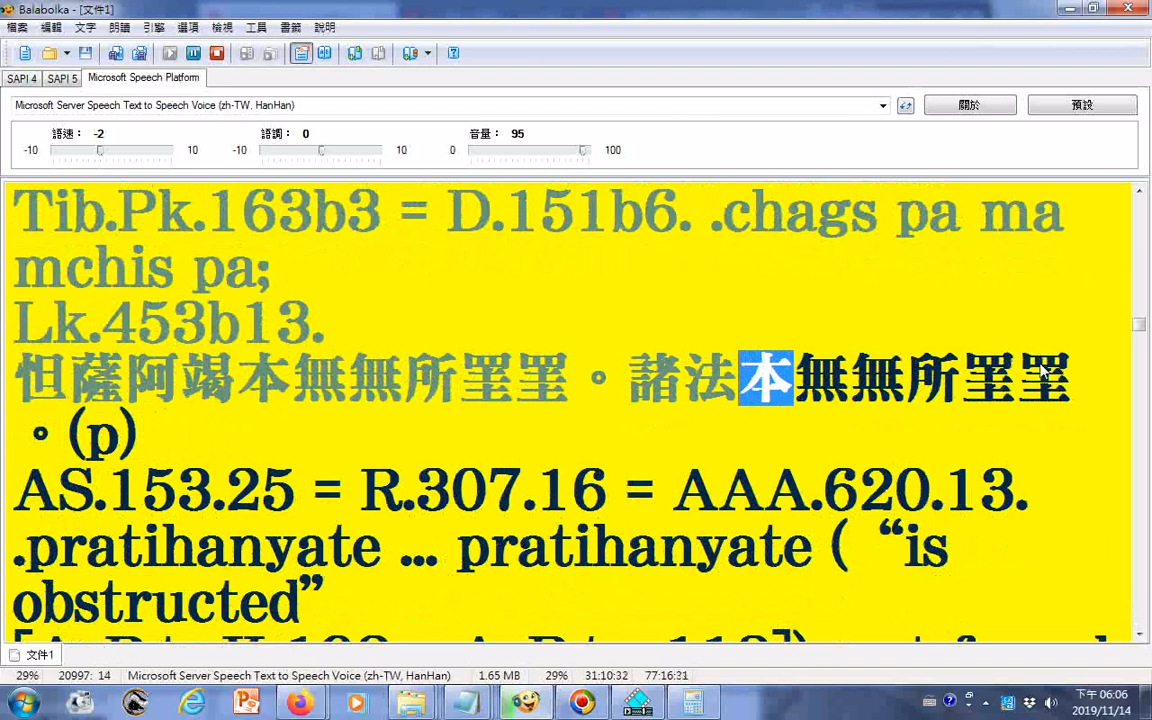 Balabolka - [文件1]
檔案 編輯 文字 朗讀 引擎 選項 檢視 工具 書籤 說明
SAPI 4 SAPI 5 Microsoft Speech Platform
Microsoft Server Speech Text to Speech Voice (zh-TW, HanHan) 關於 預設
語速： -2 語調： 0 音量： 95
-10 10 -10 10 0 100
Tib.Pk.163b3 = D.151b6. .chags pa ma
mchis pa;
Lk.453b13.
怛薩阿竭本無無所罣罣。諸法本無無所罣罣
。(p)
AS.153.25 = R.307.16 = AAA.620.13.
.pratihanyate ... pratihanyate ( “is
obstructed”
文件1
29% 20997: 14 Microsoft Server Speech Text to Speech Voice (zh-TW, HanHan) 1.65 MB 29% 31:10:32 77:16:31
下午 06:06
2019/11/14